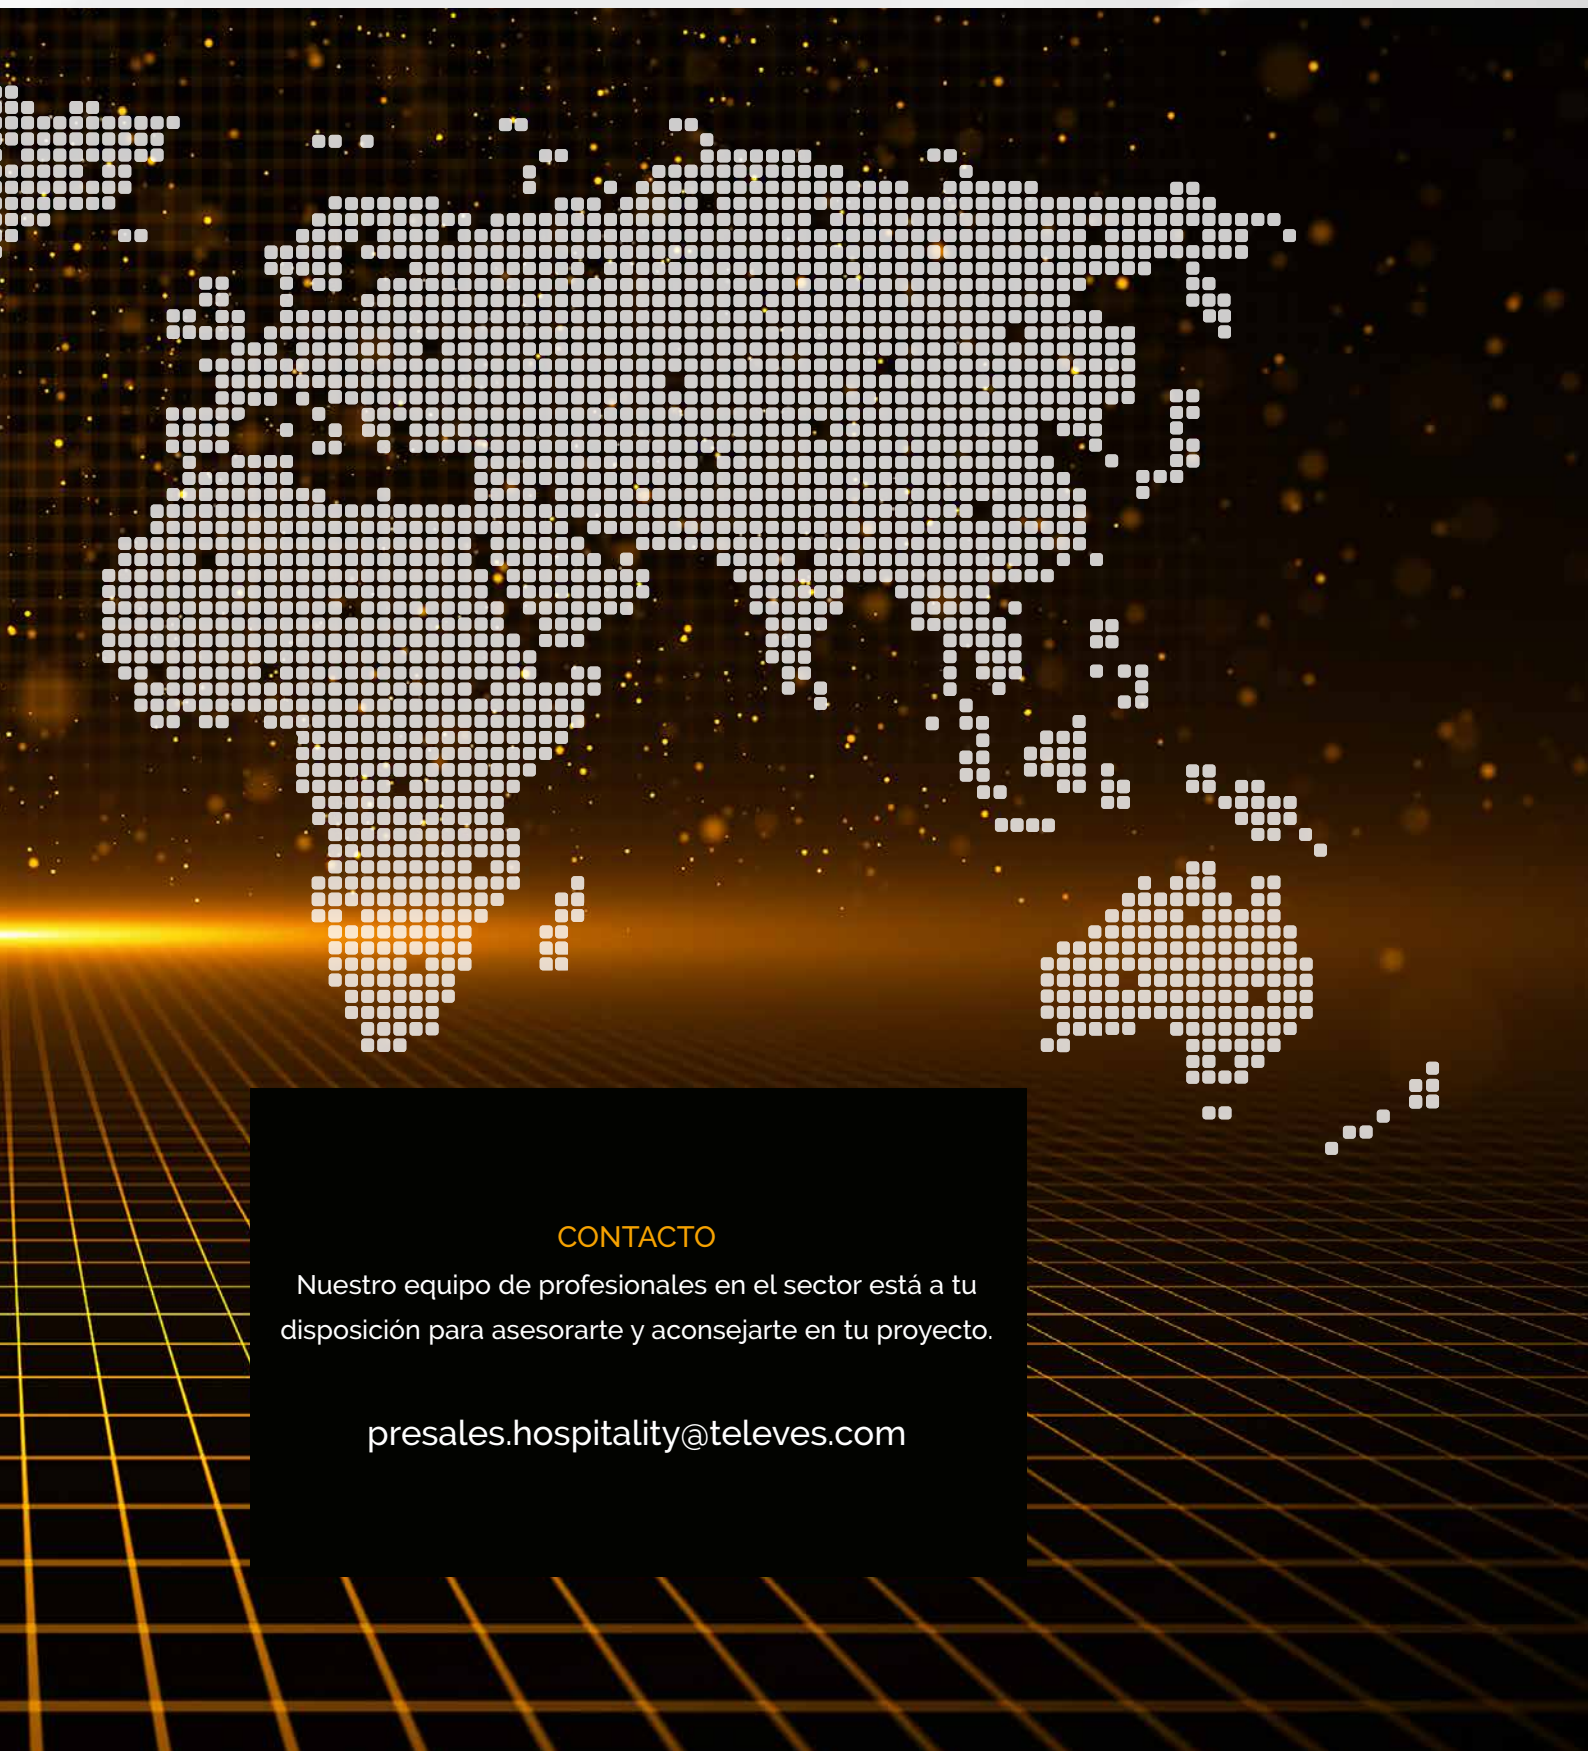 CONTACTO
Nuestro equipo de profesionales en el sector está a tu
disposición para asesorarte y aconsejarte en tu proyecto.
presales.hospitality@televes.com